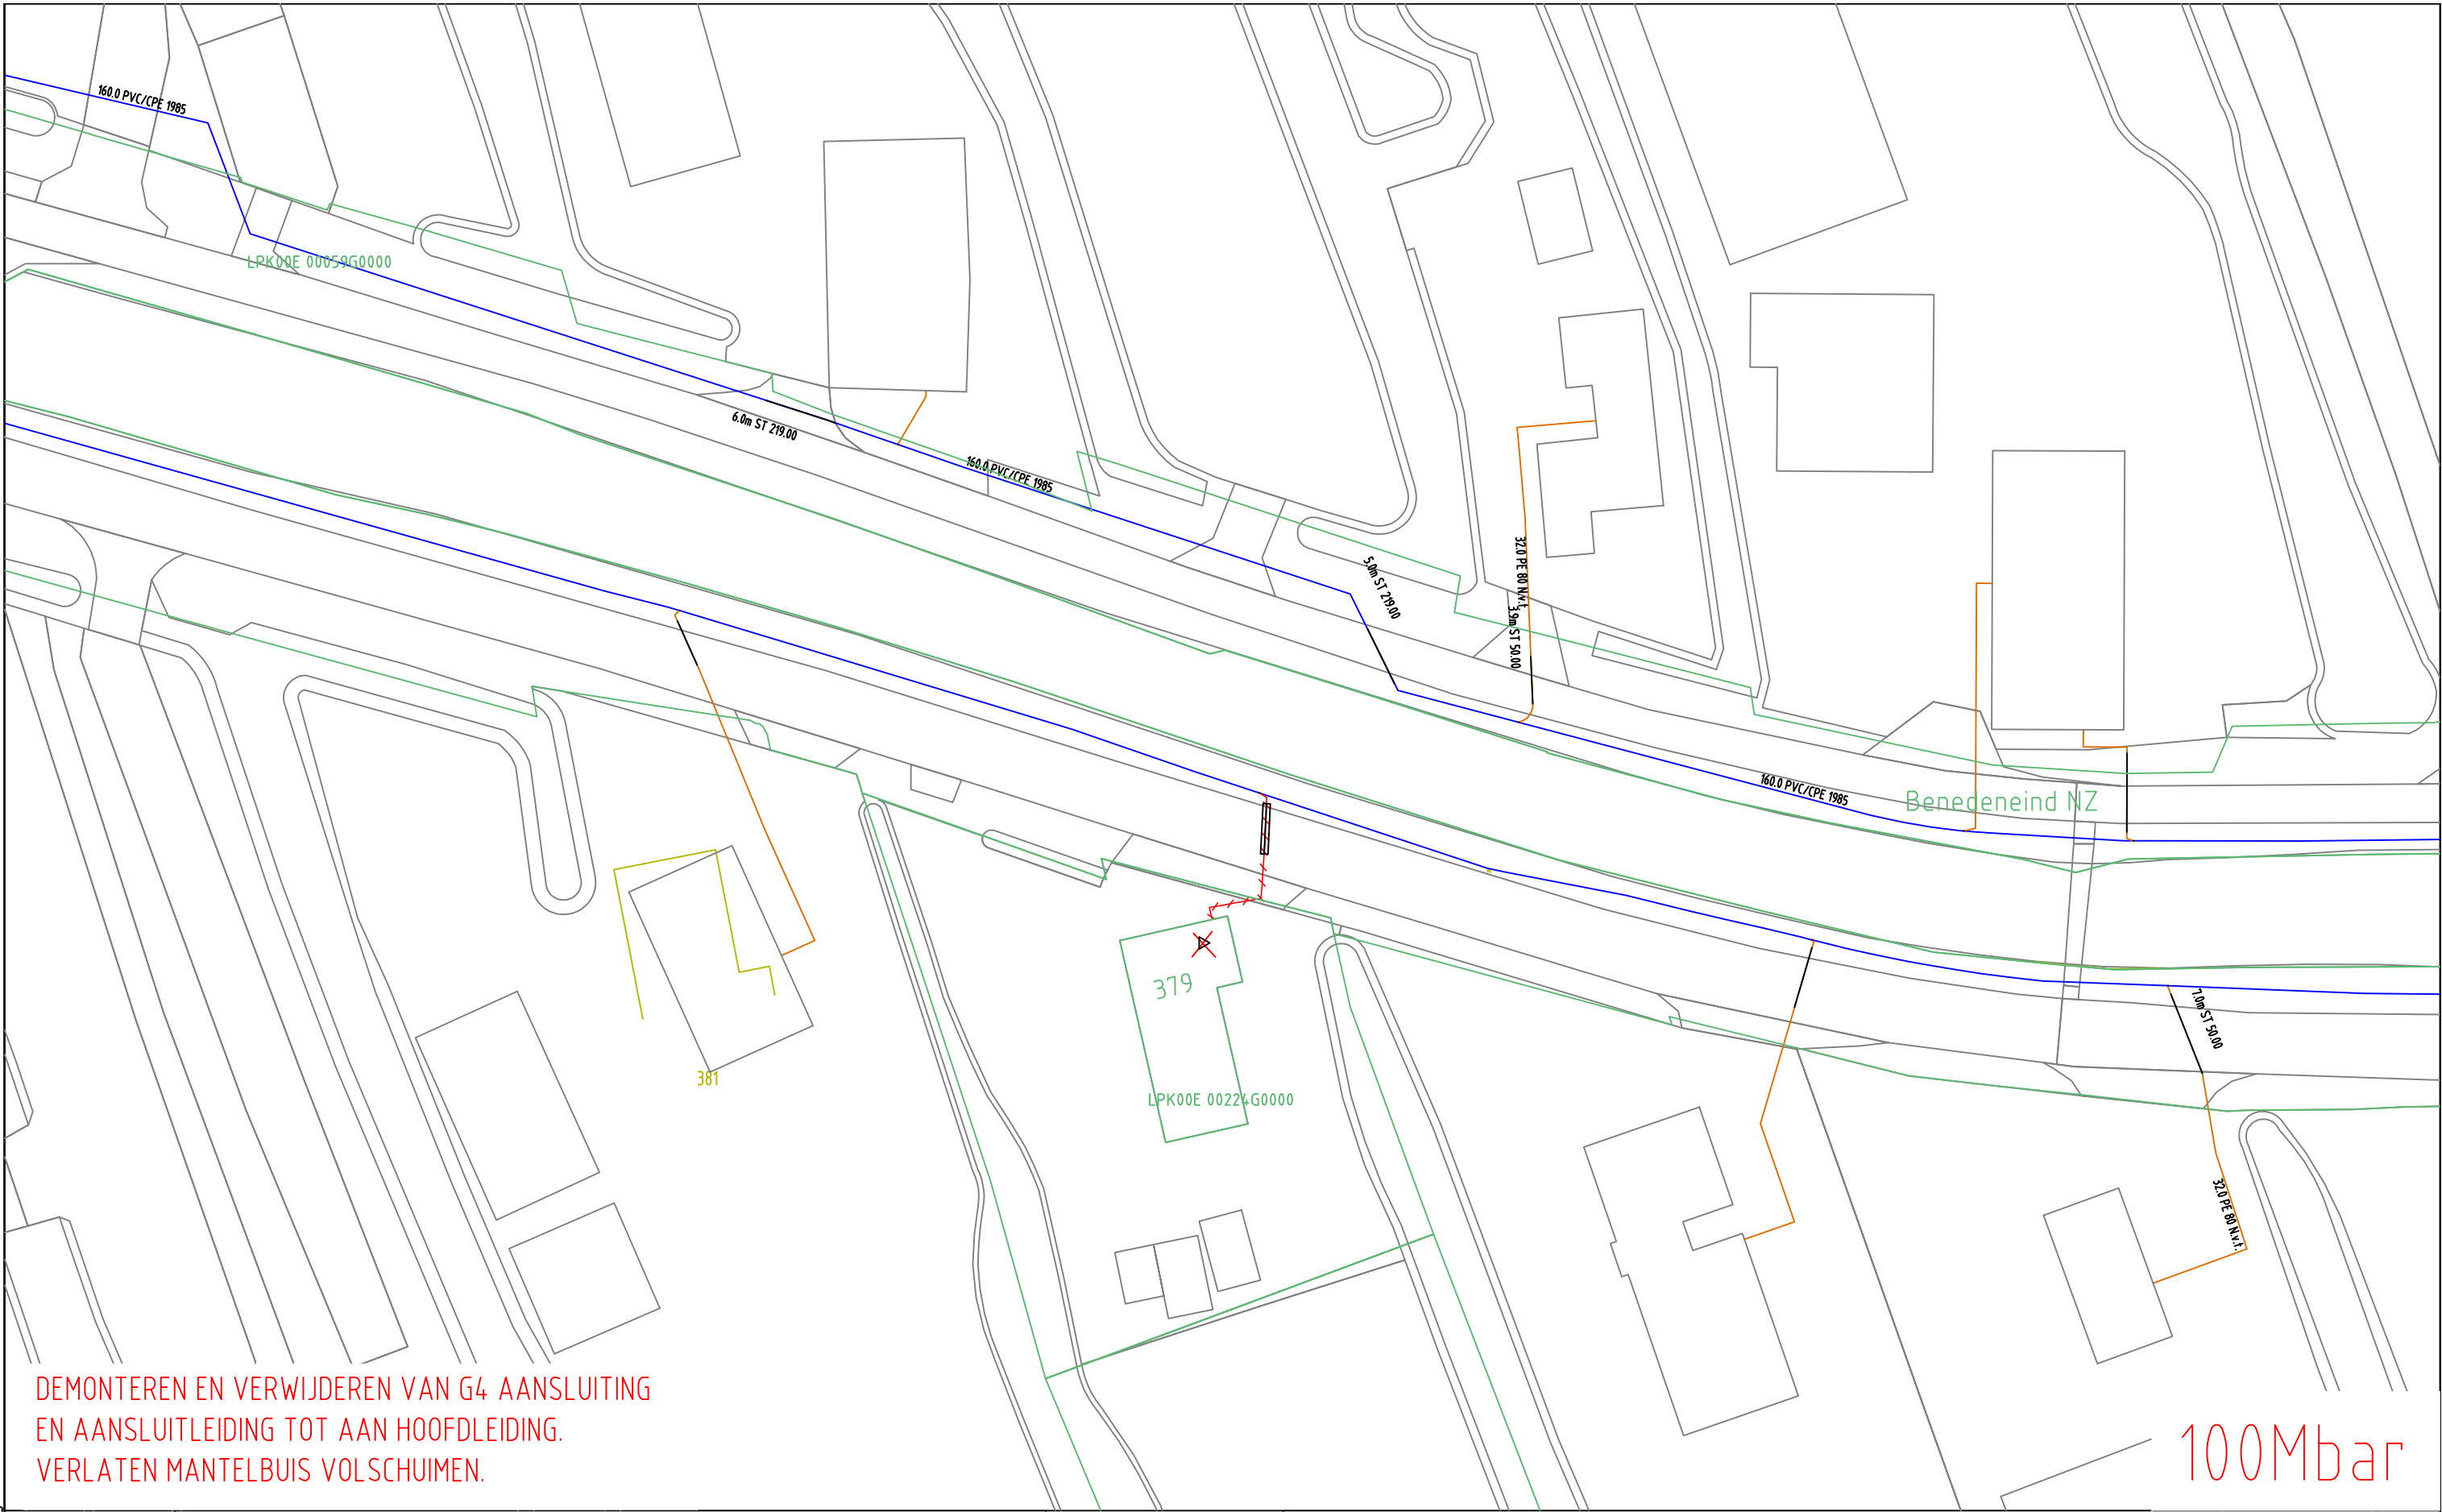 160.0 PVC/CPE 1985
LPK00E 00059G0000
6.0m ST 219.00
160.0 PVC/CPE 1985
5.0m ST 219.00
32.0 PE 80 N.v.t.
3.9m ST 50.00
160.0 PVC/CPE 1985
Benedeneind NZ
379
7.0m ST 50.00
381
LPK00E 00224G0000
32.0 PE 80 N.v.t.
DEMONTEREN EN VERWIJDEREN VAN G4 AANSLUITING
EN AANSLUITLEIDING TOT AAN HOOFDLEIDING.
VERLATEN MANTELBUIS VOLSCHUIMEN.
100Mbar